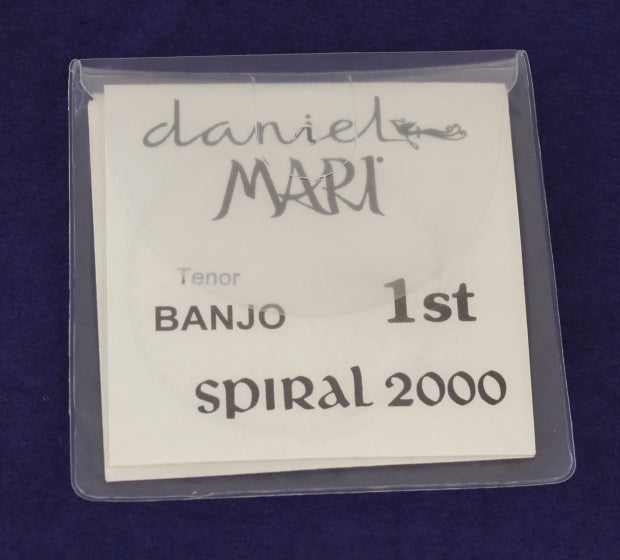 daniel
MARI
Tenor
BANJO 1st
SPIRAL 2000